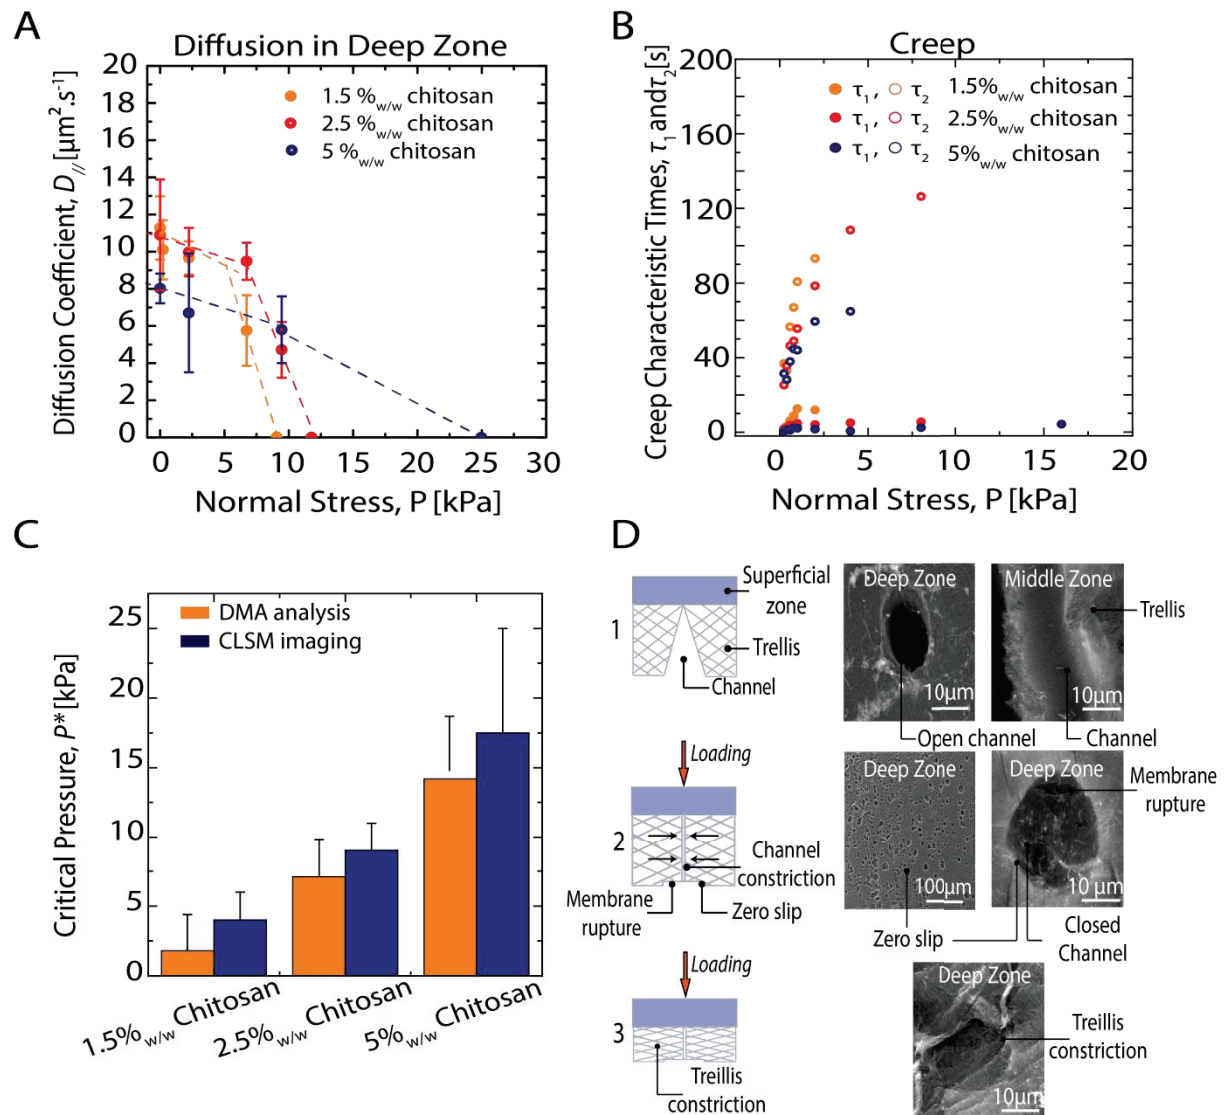 A
Diffusion in Deep Zone
20
18
16
14
12
10
8
6
4
2
0
Diffusion Coefficient, D// [µm².s⁻¹]
1.5 %w/w chitosan
2.5 %w/w chitosan
5 %w/w chitosan
0 5 10 15 20 25 30
Normal Stress, P [kPa]
B
Creep
200
160
120
80
40
0
Creep Characteristic Times, τ1 and τ2 [s]
τ1 , τ2 1.5%w/w chitosan
τ1 , τ2 2.5%w/w chitosan
τ1 , τ2 5%w/w chitosan
0 5 10 15 20
Normal Stress, P [kPa]
C
25
20
15
10
5
0
Critical Pressure, P* [kPa]
DMA analysis
CLSM imaging
1.5%w/w Chitosan
2.5%w/w Chitosan
5%w/w Chitosan
D
1
Superficial
zone
Trellis
Channel
Deep Zone
10µm
Open channel
Middle Zone
10µm
Trellis
Channel
2
Loading
Channel
constriction
Membrane
rupture
Zero slip
Deep Zone
100µm
Deep Zone
10 µm
Membrane
rupture
Zero slip
Closed
Channel
3
Loading
Treillis
constriction
Deep Zone
10µm
Treillis
constriction